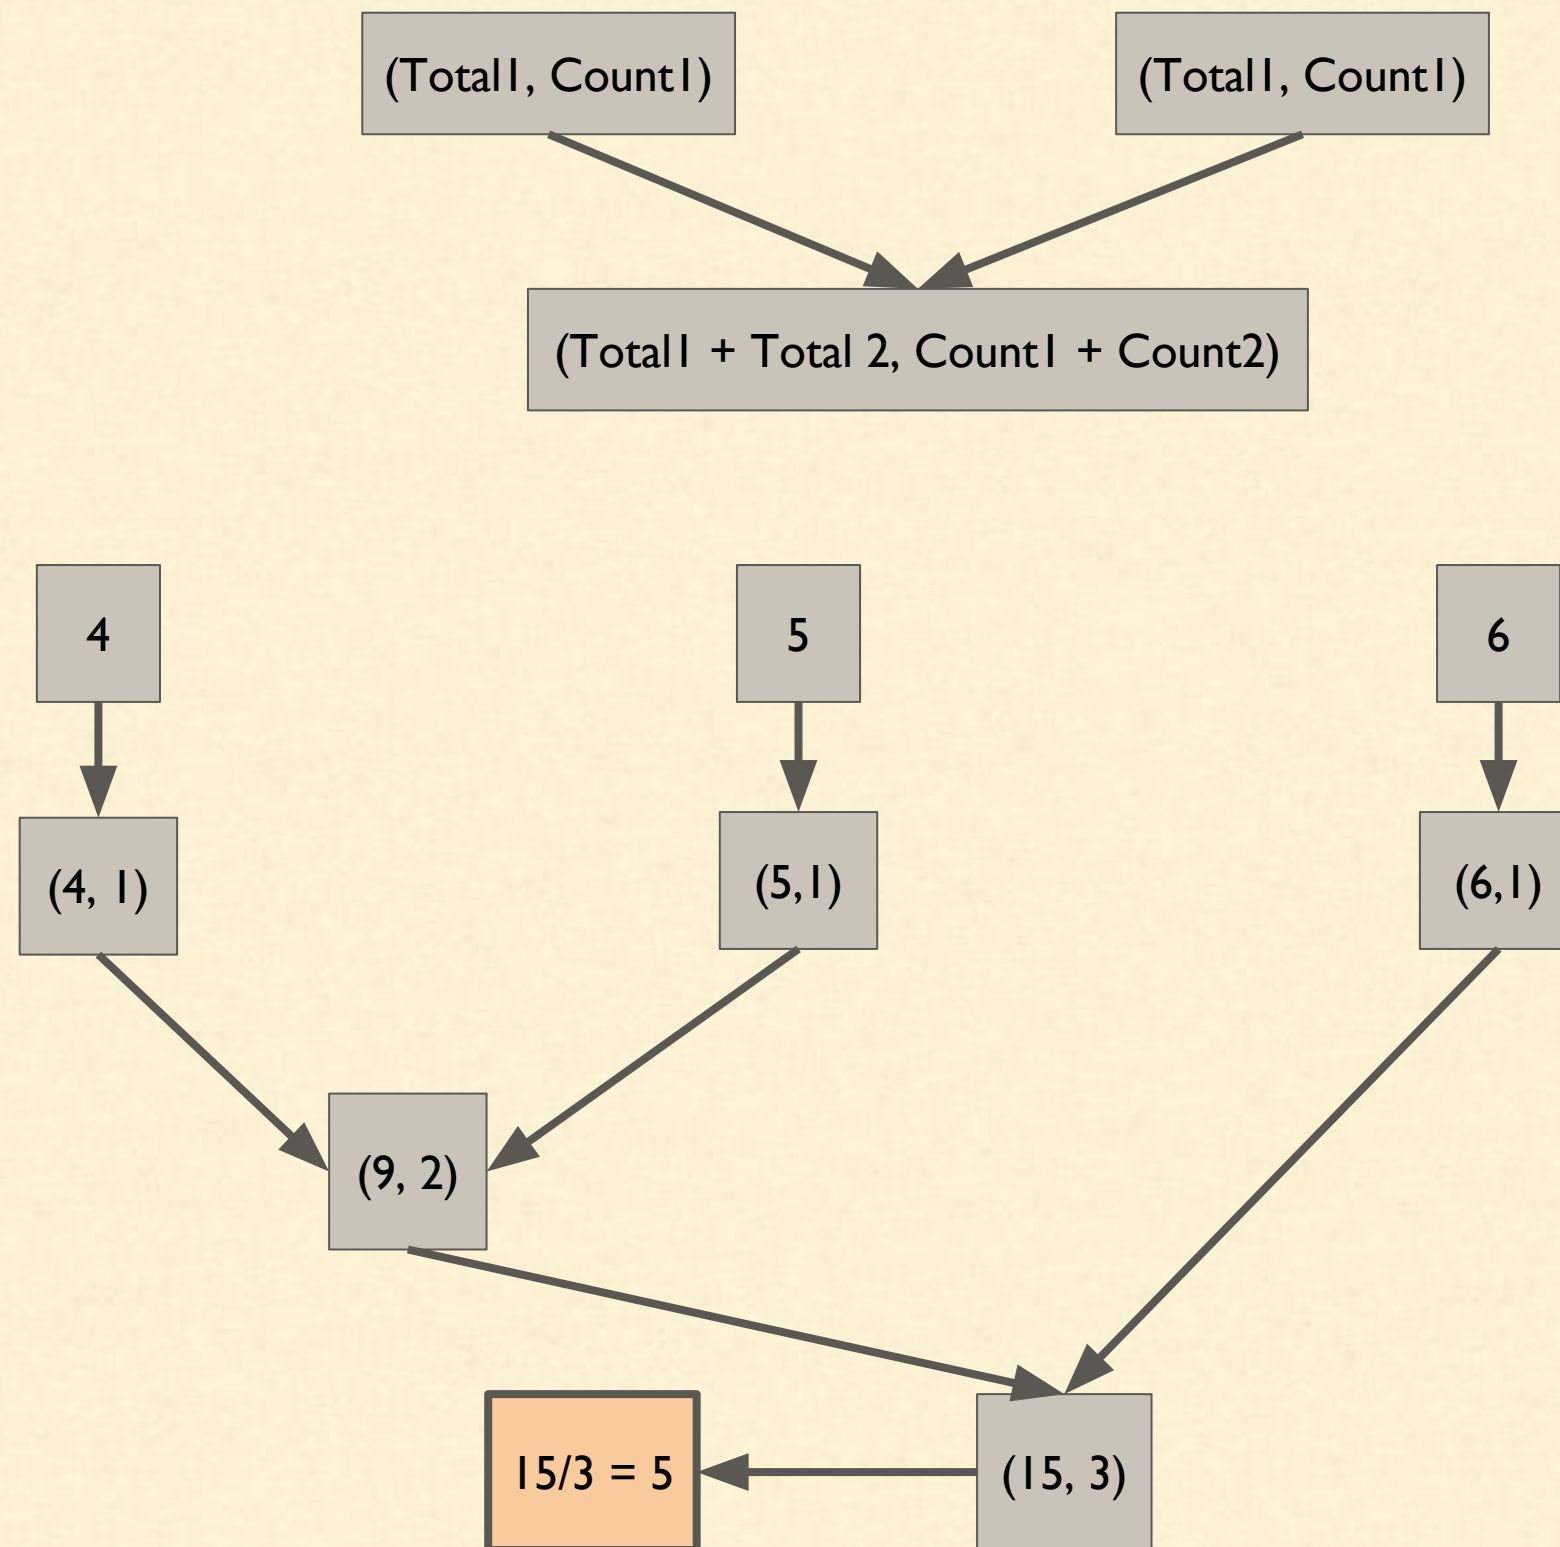 (Total1, Count1)
(Total1, Count1)
(Total1 + Total 2, Count1 + Count2)
4
5
6
(4, 1)
(5,1)
(6,1)
(9, 2)
15/3 = 5
(15, 3)